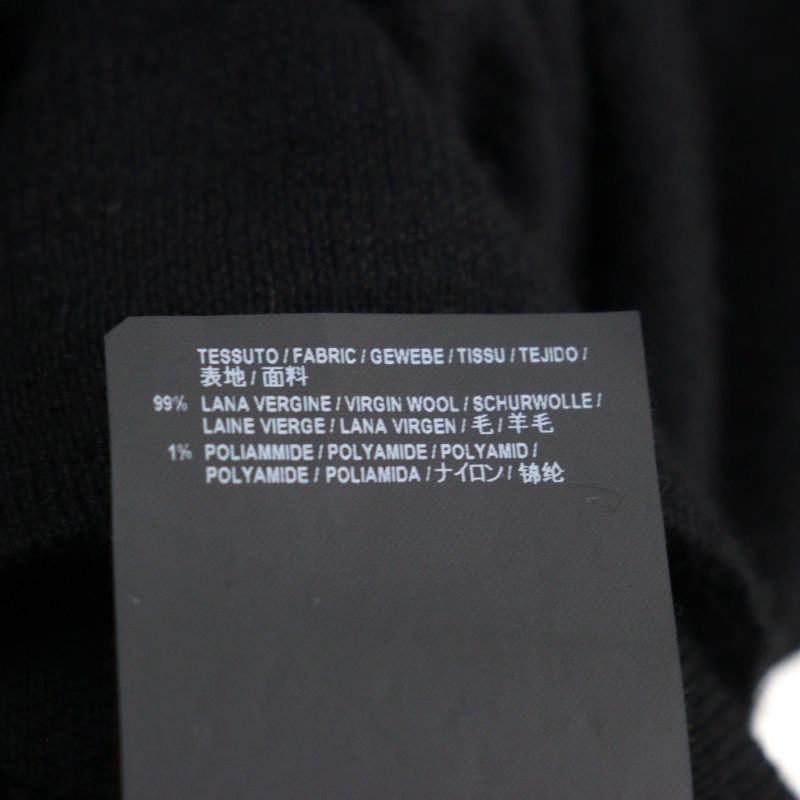 TESSUTO / FABRIC / GEWEBE / TISSU / TEJIDO /
表地 / 面料
99% LANA VERGINE / VIRGIN WOOL / SCHURWOLLE /
LAINE VIERGE / LANA VIRGEN / 毛 / 羊毛
1% POLIAMMIDE / POLYAMIDE / POLYAMID /
POLYAMIDE / POLIAMIDA / ナイロン / 锦纶